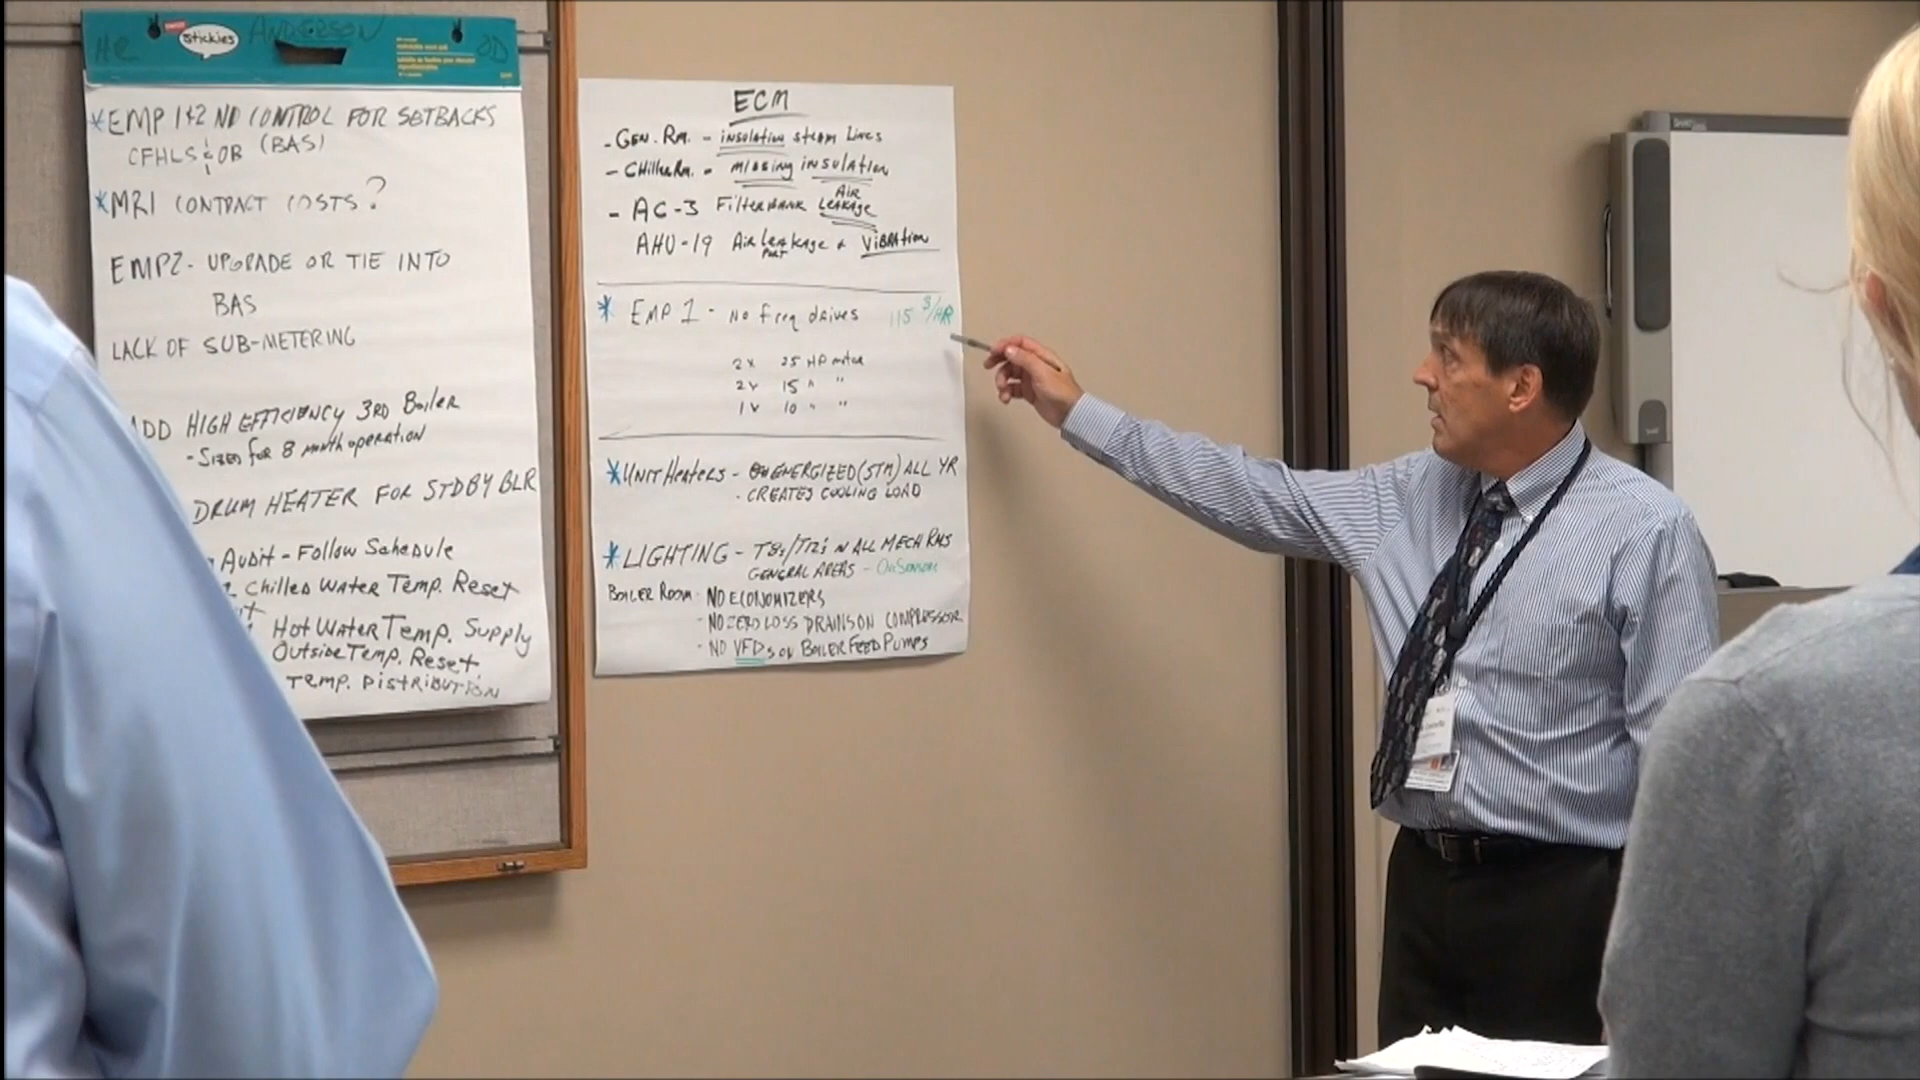 stickies
ANDERSON
*EMP 1&2 NO CONTROL FOR SETBACKS
CFHLS & OB (BAS)
*MRI CONTRACT COSTS?
EMP2- UPGRADE OR TIE INTO
BAS
LACK OF SUB-METERING
ADD HIGH EFFICIENCY 3RD Boiler
- SIZED for 8 month operation
DRUM HEATER FOR STDBY BLR
Audit - Follow Schedule
Chilled Water Temp. Reset
Hot Water Temp. Supply
Outside Temp. Reset
TEMP. DISTRIBUTION
ECM
- GEN. RM. - INSULATION STEAM LINES
- CHiller Rm. - MISSING INSULATION
- AC-3 Filter BANK AIR LEAKAGE
AHU-19 Air Leakage & VIBRATION
PORT
* EMP 1 - No freq drives 115 $/HR
2x 25 HP motor
2x 15 " "
1x 10 " "
*UNIT HEATERS - ENERGIZED (STM) ALL YR
- CREATES COOLING LOAD
*LIGHTING - T8s/T12's IN ALL MECH RMS
GENERAL AREAS -
BOILER ROOM - NO ECONOMIZERS
- NO ZERO LOSS DRAINS ON COMPRESSOR
- NO VFDs ON BOILER FEED PUMPS